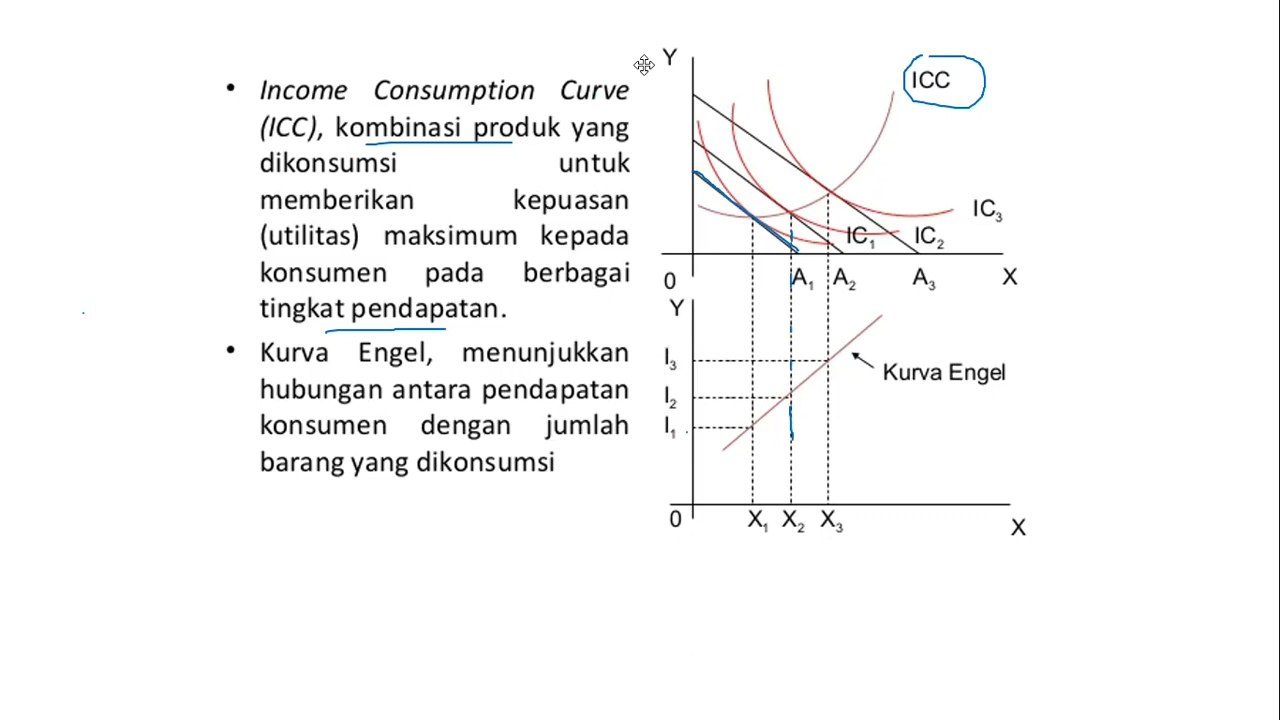 • Income Consumption Curve
(ICC), kombinasi produk yang
dikonsumsi untuk
memberikan kepuasan
(utilitas) maksimum kepada
konsumen pada berbagai
tingkat pendapatan.
• Kurva Engel, menunjukkan
hubungan antara pendapatan
konsumen dengan jumlah
barang yang dikonsumsi
Y
ICC
IC₃
IC₁ IC₂
0 A₁ A₂ A₃ X
Y
I₃
Kurva Engel
I₂
I₁
0 X₁ X₂ X₃ X